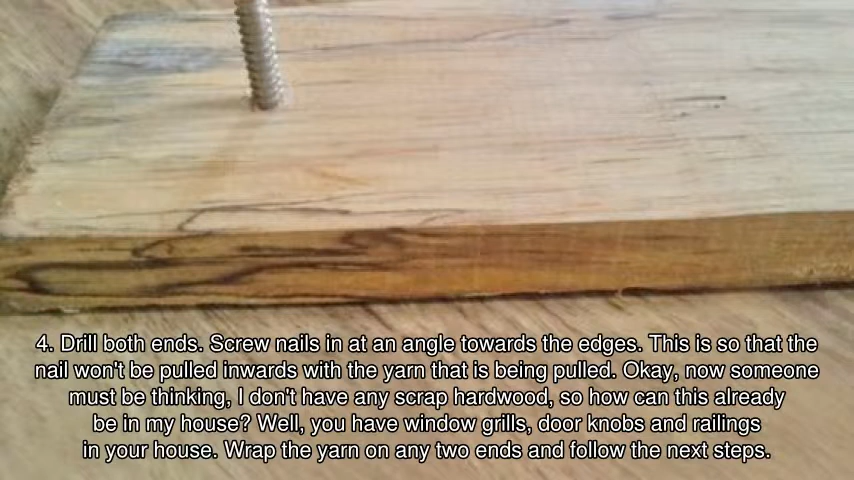 4. Drill both ends. Screw nails in at an angle towards the edges. This is so that the
nail won't be pulled inwards with the yarn that is being pulled. Okay, now someone
must be thinking, I don't have any scrap hardwood, so how can this already
be in my house? Well, you have window grills, door knobs and railings
in your house. Wrap the yarn on any two ends and follow the next steps.